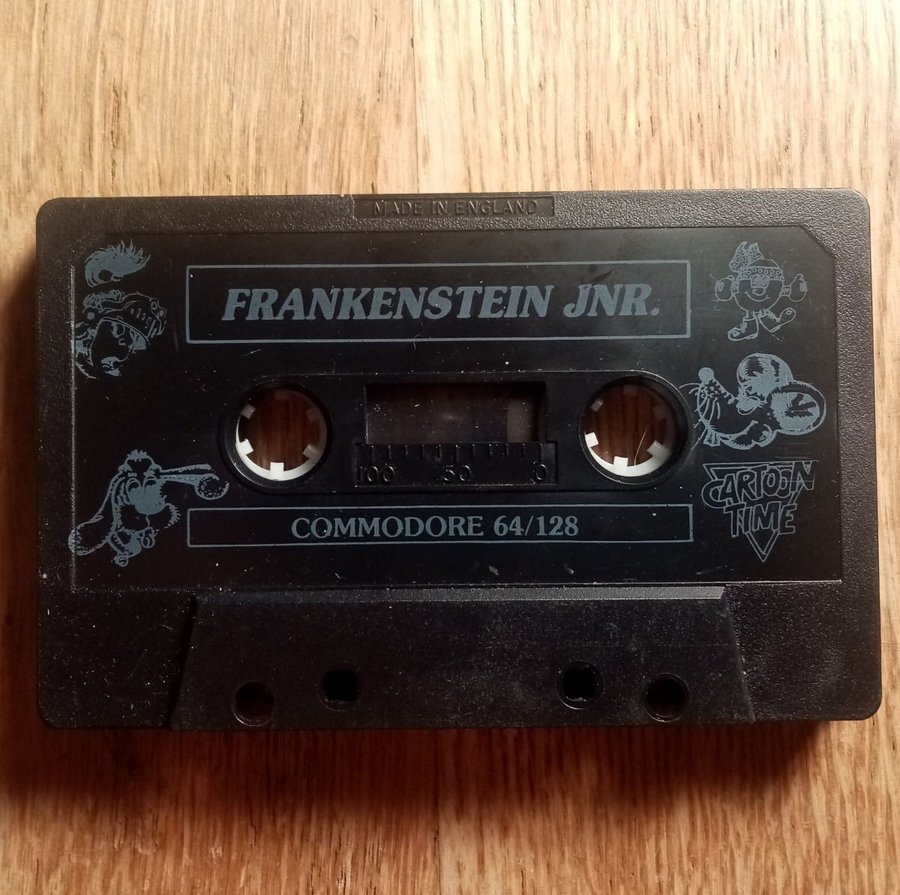 MADE IN ENGLAND
FRANKENSTEIN JNR.
100 50 0
CARTOON
TIME
COMMODORE 64/128